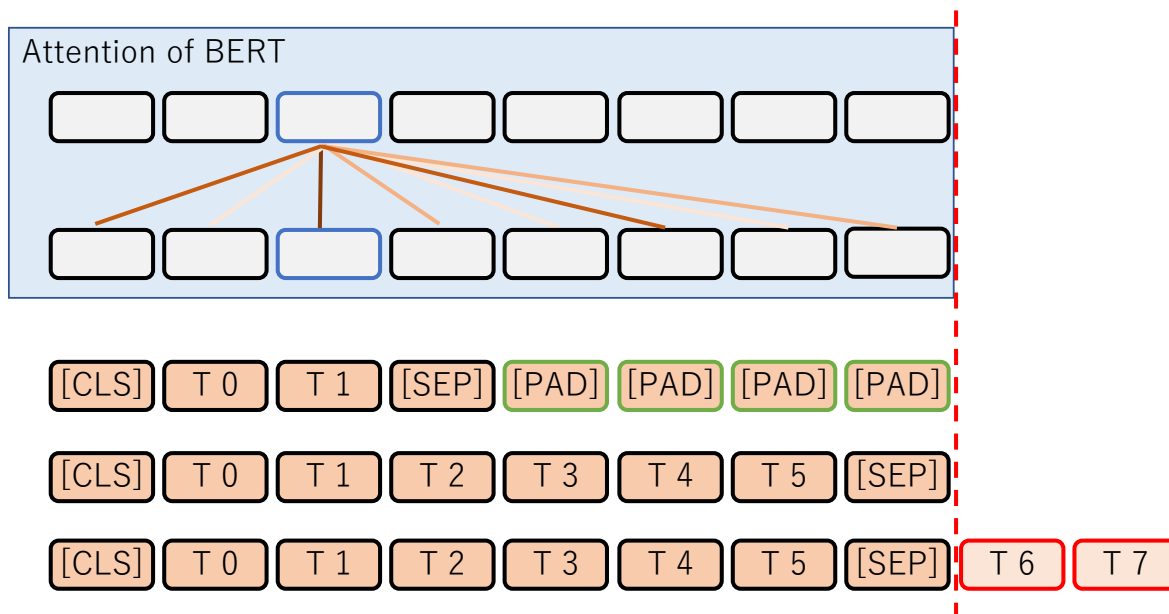 Attention of BERT
[CLS] T 0 T 1 [SEP] [PAD] [PAD] [PAD] [PAD]
[CLS] T 0 T 1 T 2 T 3 T 4 T 5 [SEP]
[CLS] T 0 T 1 T 2 T 3 T 4 T 5 [SEP] T 6 T 7